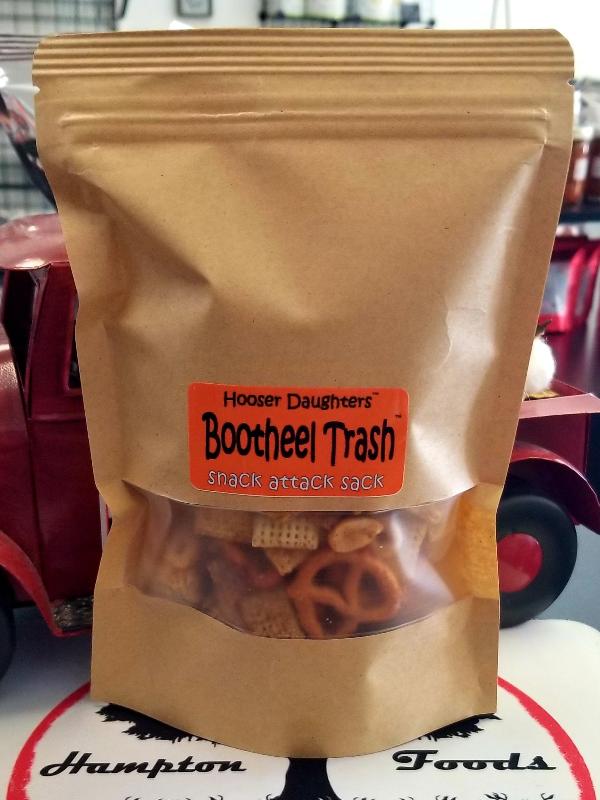 Hooser Daughters™
Bootheel Trash™
snack attack sack
Hampton Foods